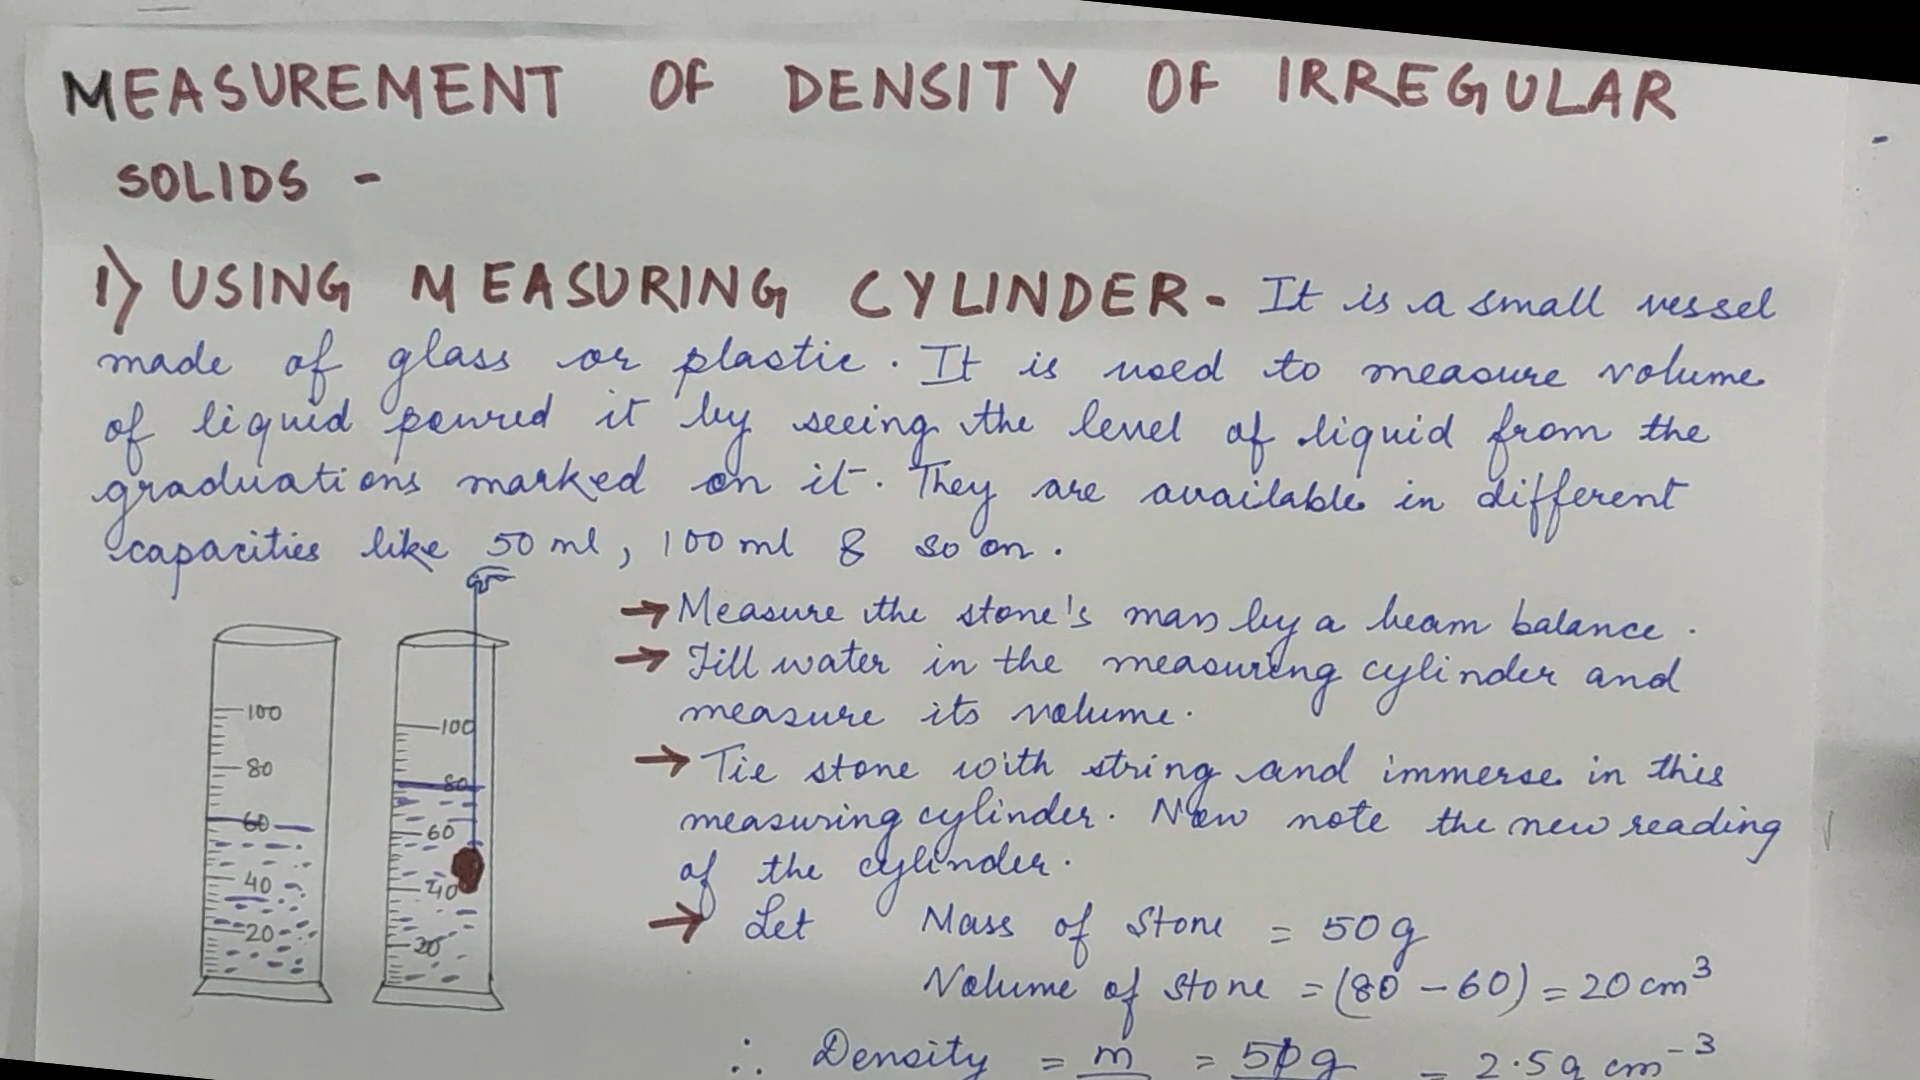 MEASUREMENT OF DENSITY OF IRREGULAR
SOLIDS -
1) USING MEASURING CYLINDER - It is a small vessel
made of glass or plastic. It is used to measure volume
of liquid poured it by seeing the level of liquid from the
graduations marked on it. They are available in different
capacities like 50 ml, 100 ml & so on.
→ Measure the stone's mass by a beam balance.
→ Fill water in the measuring cylinder and
measure its volume.
→ Tie stone with string and immerse in this
measuring cylinder. Now note the new reading
of the cylinder.
→ Let Mass of Stone = 50g
Volume of stone = (80 - 60) = 20 cm³
∴ Density = m = 50g = 2.5g cm⁻³
100
80
60
40
20
100
80
60
40
20